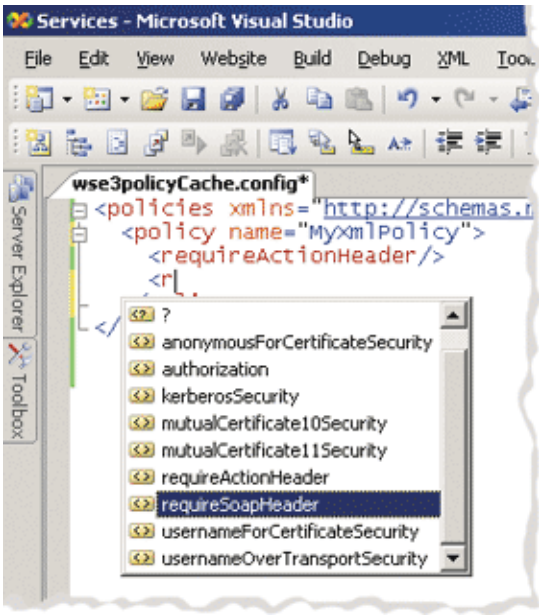 Services - Microsoft Visual Studio
File Edit View Website Build Debug XML
wse3policyCache.config*
Server Explorer
Toolbox
<policies xmlns="http://schemas.
<policy name="MyXmlPolicy">
<requireActionHeader/>
<r
</
?
anonymousForCertificateSecurity
authorization
kerberosSecurity
mutualCertificate10Security
mutualCertificate11Security
requireActionHeader
requireSoapHeader
usernameForCertificateSecurity
usernameOverTransportSecurity